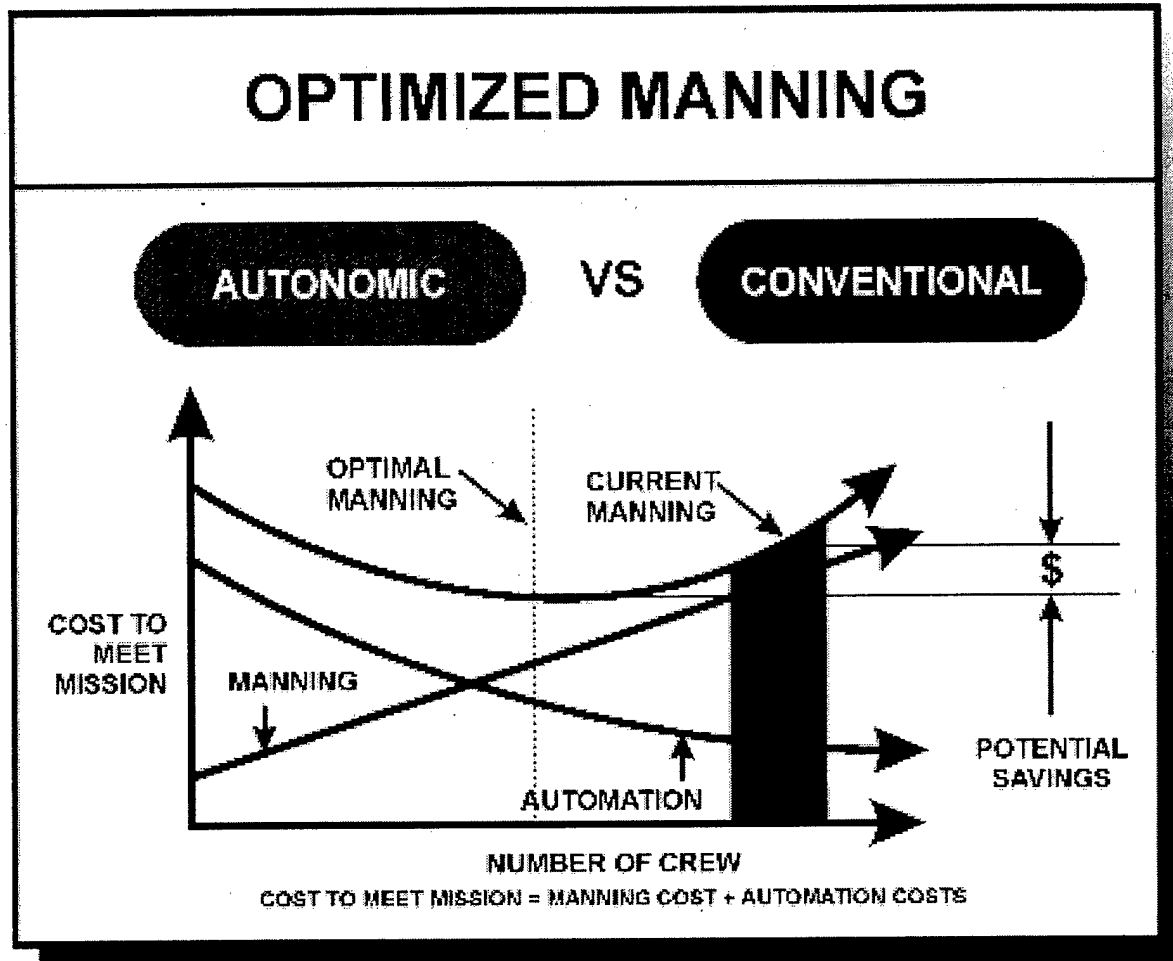 OPTIMIZED MANNING
AUTONOMIC
VS
CONVENTIONAL
OPTIMAL
MANNING
CURRENT
MANNING
$
COST TO
MEET
MISSION
MANNING
AUTOMATION
POTENTIAL
SAVINGS
NUMBER OF CREW
COST TO MEET MISSION = MANNING COST + AUTOMATION COSTS